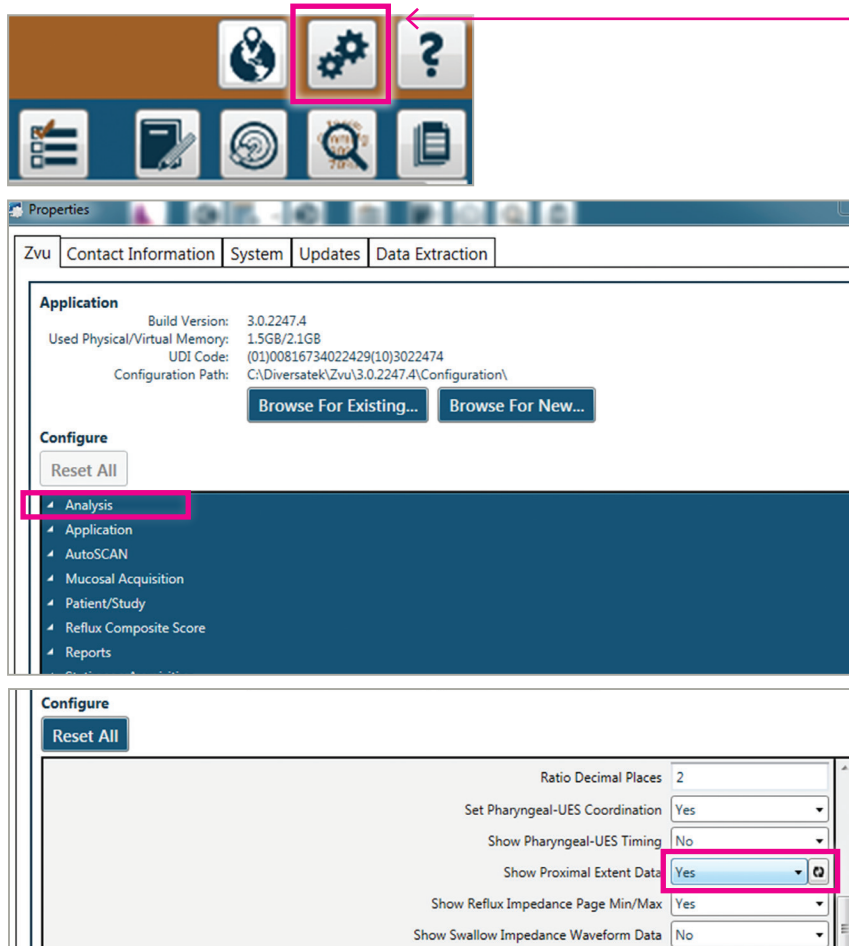 ?
Properties
Zvu Contact Information System Updates Data Extraction
Application
Build Version: 3.0.2247.4
Used Physical/Virtual Memory: 1.5GB/2.1GB
UDI Code: (01)00816734022429(10)3022474
Configuration Path: C:\Diversatek\Zvu\3.0.2247.4\Configuration\
Browse For Existing... Browse For New...
Configure
Reset All
Analysis
Application
AutoSCAN
Mucosal Acquisition
Patient/Study
Reflux Composite Score
Reports
Configure
Reset All
Ratio Decimal Places 2
Set Pharyngeal-UES Coordination Yes
Show Pharyngeal-UES Timing No
Show Proximal Extent Data Yes
Show Reflux Impedance Page Min/Max Yes
Show Swallow Impedance Waveform Data No